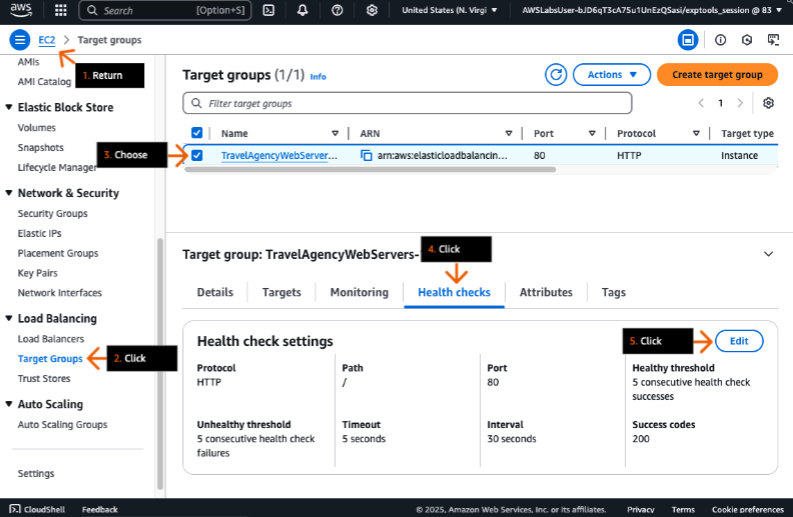 aws
Search
[Option+S]
United States (N. Virgi
AWSLabsUser-bJD6qT3cA75u1UnEzQSasi/exptools_session @ 83
EC2 > Target groups
1. Return
AMIs
AMI Catalog
Elastic Block Store
Volumes
Snapshots
Lifecycle Manager
Network & Security
Security Groups
Elastic IPs
Placement Groups
Key Pairs
Network Interfaces
Load Balancing
Load Balancers
Target Groups
2. Click
Trust Stores
Auto Scaling
Auto Scaling Groups
Settings
Target groups (1/1) Info
Actions
Create target group
Filter target groups
1
Name
ARN
Port
Protocol
Target type
3. Choose
TravelAgencyWebServer...
arn:aws:elasticloadbalancin...
80
HTTP
Instance
Target group: TravelAgencyWebServers-
4. Click
Details
Targets
Monitoring
Health checks
Attributes
Tags
Health check settings
5. Click
Edit
Protocol
HTTP
Path
/
Port
80
Healthy threshold
5 consecutive health check
successes
Unhealthy threshold
5 consecutive health check
failures
Timeout
5 seconds
Interval
30 seconds
Success codes
200
CloudShell
Feedback
© 2025, Amazon Web Services, Inc. or its affiliates.
Privacy
Terms
Cookie preferences